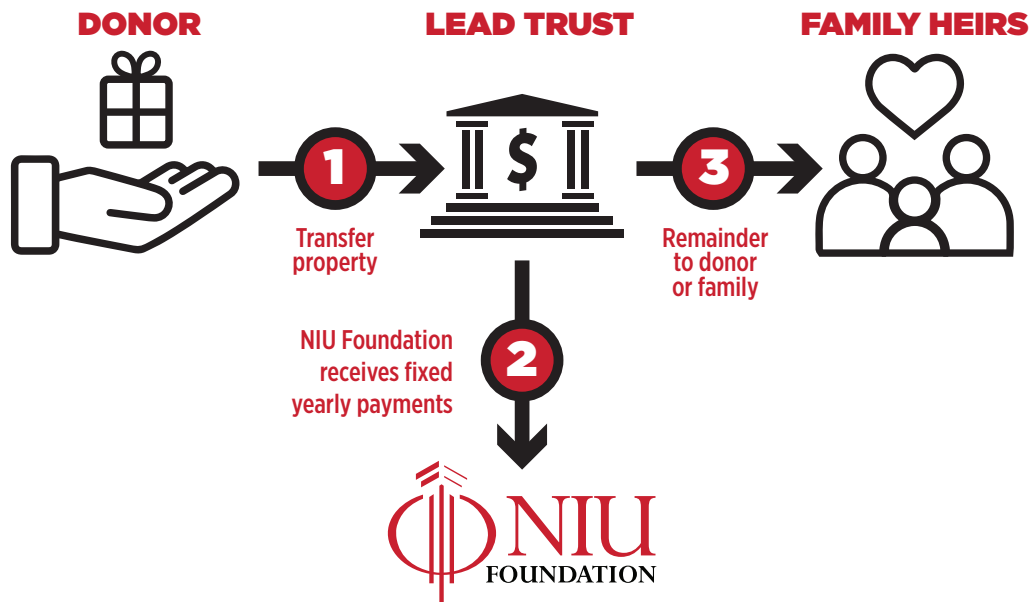 DONOR
LEAD TRUST
FAMILY HEIRS
1
Transfer
property
$
3
Remainder
to donor
or family
NIU Foundation
receives fixed
yearly payments
2
NIU
FOUNDATION